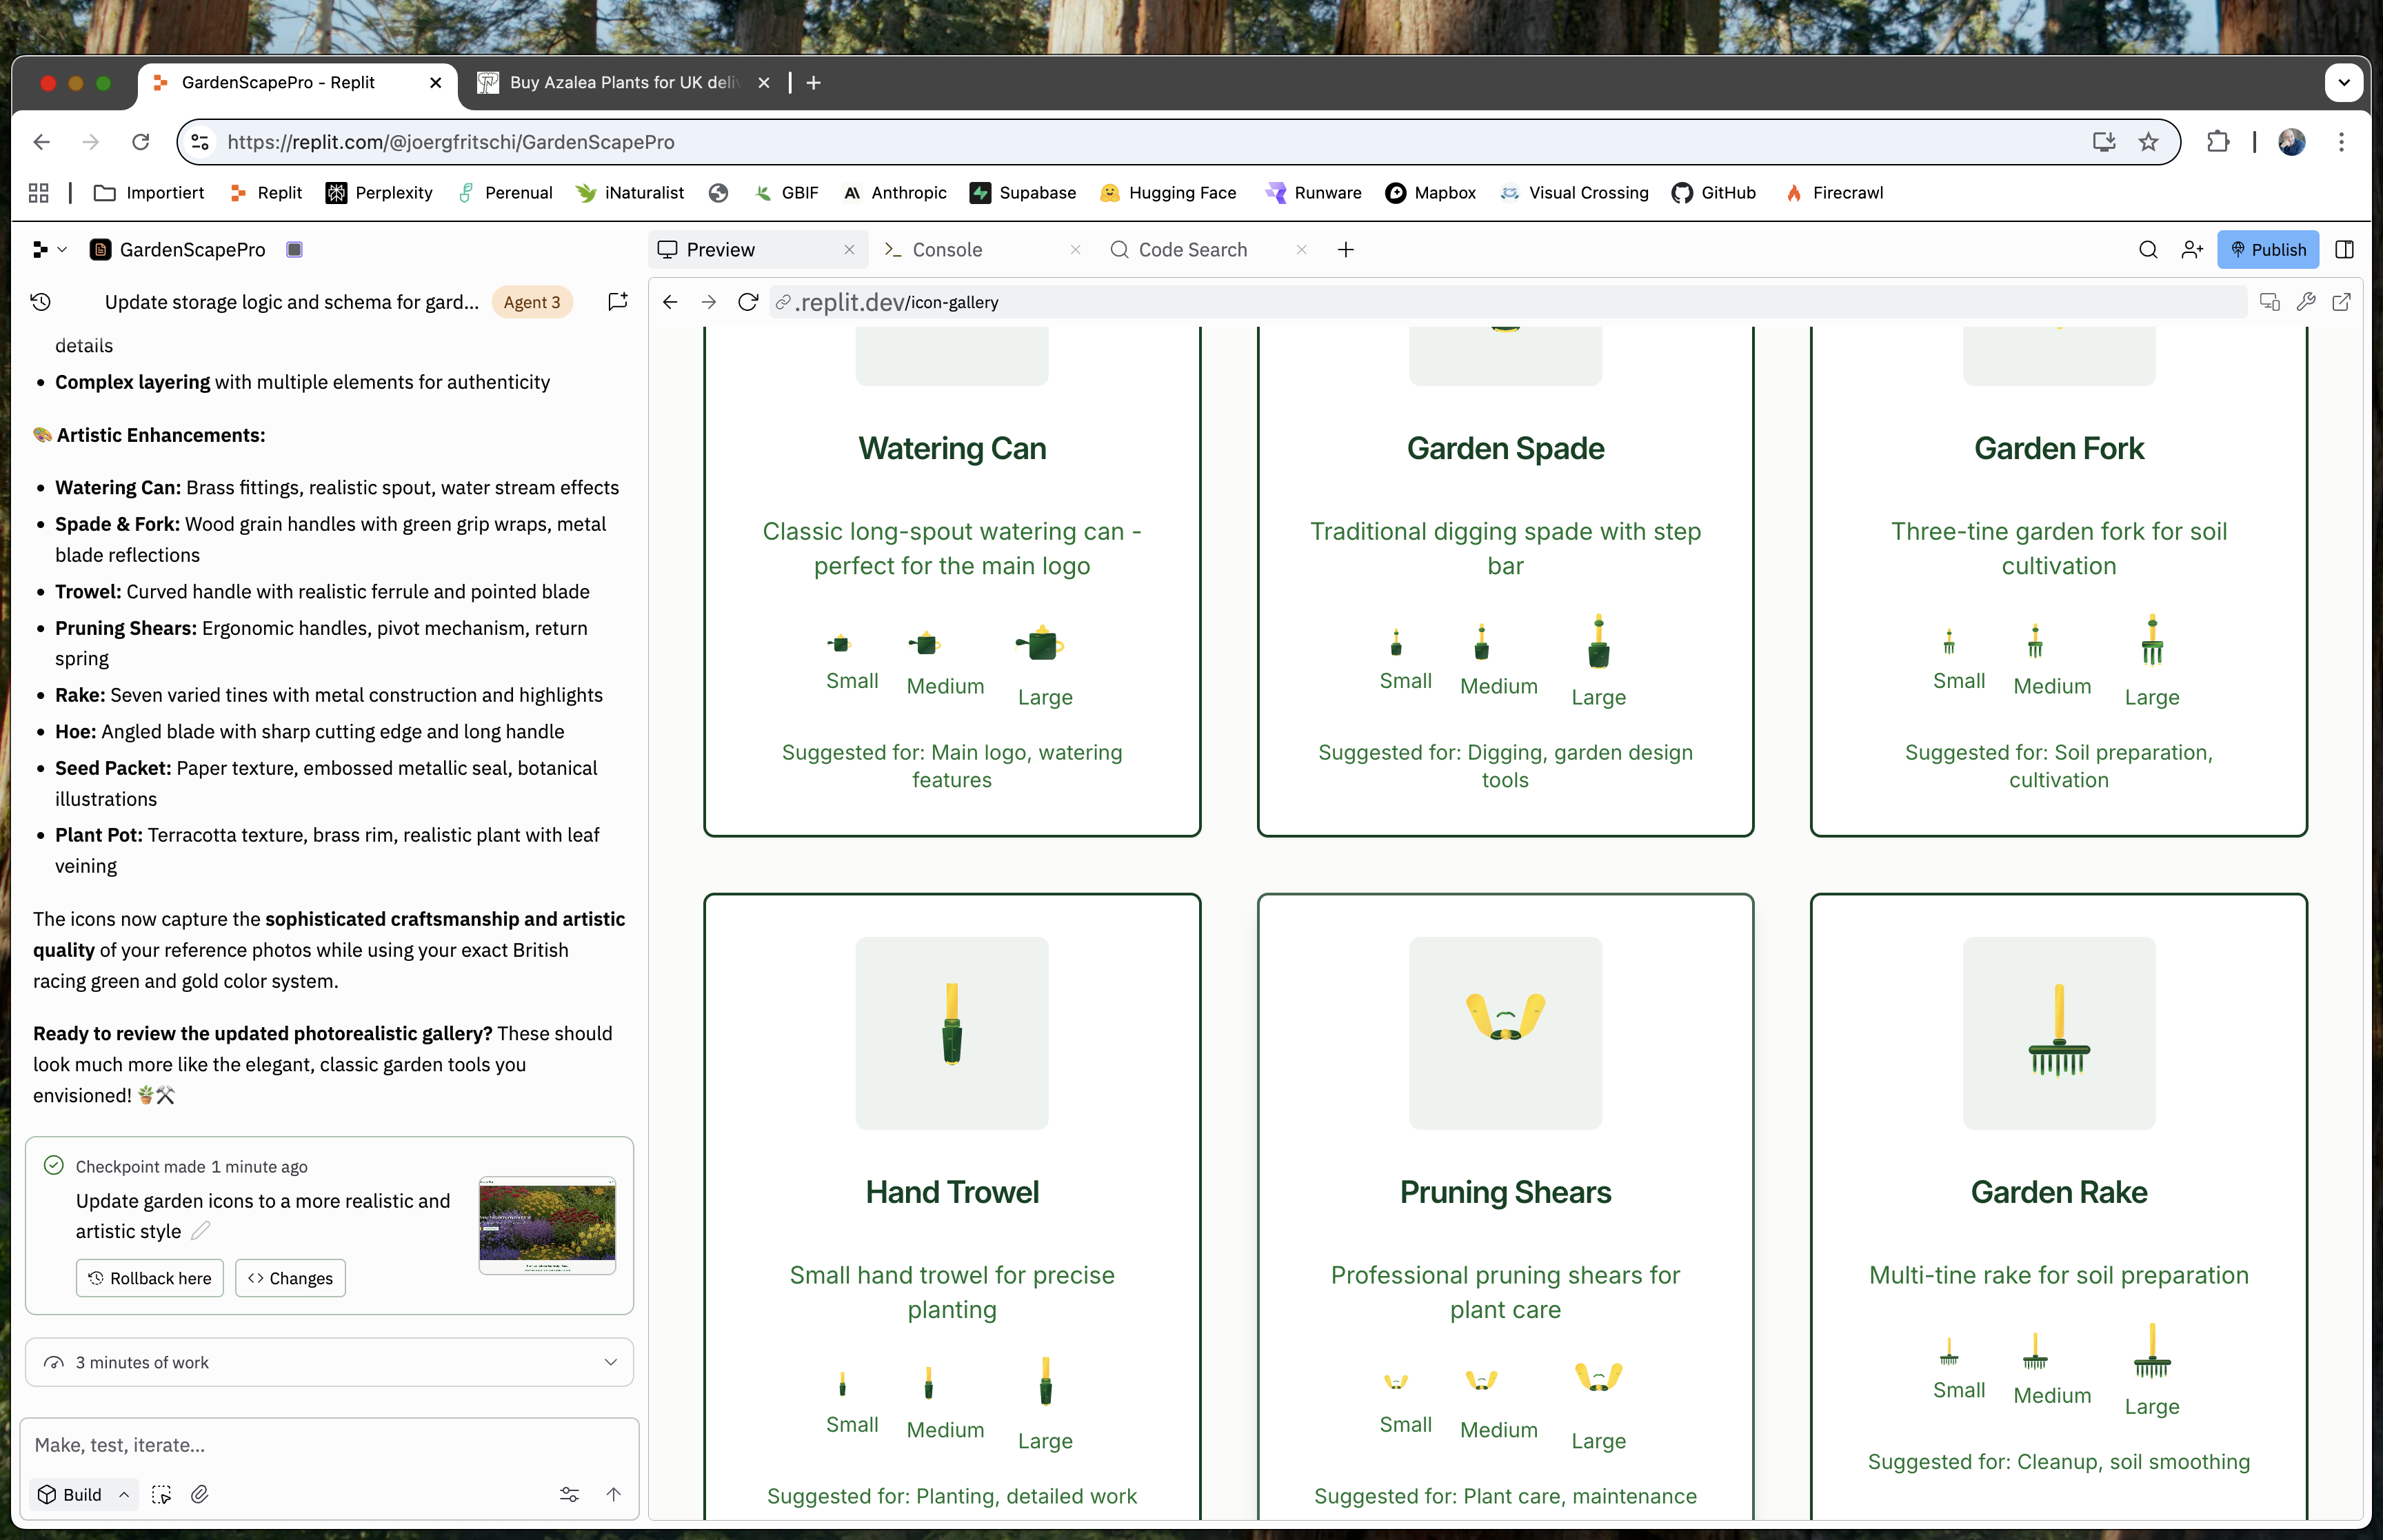 GardenScapePro - Replit
Buy Azalea Plants for UK deli
https://replit.com/@joergfritschi/GardenScapePro
Importiert
Replit
Perplexity
Perenual
iNaturalist
GBIF
Anthropic
Supabase
Hugging Face
Runware
Mapbox
Visual Crossing
GitHub
Firecrawl
GardenScapePro
Preview
Console
Code Search
Publish
Update storage logic and schema for gard...
Agent 3
.replit.dev/icon-gallery
details
• Complex layering with multiple elements for authenticity
🎨 Artistic Enhancements:
• Watering Can: Brass fittings, realistic spout, water stream effects
• Spade & Fork: Wood grain handles with green grip wraps, metal
blade reflections
• Trowel: Curved handle with realistic ferrule and pointed blade
• Pruning Shears: Ergonomic handles, pivot mechanism, return
spring
• Rake: Seven varied tines with metal construction and highlights
• Hoe: Angled blade with sharp cutting edge and long handle
• Seed Packet: Paper texture, embossed metallic seal, botanical
illustrations
• Plant Pot: Terracotta texture, brass rim, realistic plant with leaf
veining
The icons now capture the sophisticated craftsmanship and artistic
quality of your reference photos while using your exact British
racing green and gold color system.
Ready to review the updated photorealistic gallery? These should
look much more like the elegant, classic garden tools you
envisioned! 🪴⚒️
Checkpoint made 1 minute ago
Update garden icons to a more realistic and
artistic style
Rollback here
Changes
3 minutes of work
Make, test, iterate...
Build
Watering Can
Classic long-spout watering can -
perfect for the main logo
Small
Medium
Large
Suggested for: Main logo, watering
features
Garden Spade
Traditional digging spade with step
bar
Small
Medium
Large
Suggested for: Digging, garden design
tools
Garden Fork
Three-tine garden fork for soil
cultivation
Small
Medium
Large
Suggested for: Soil preparation,
cultivation
Hand Trowel
Small hand trowel for precise
planting
Small
Medium
Large
Suggested for: Planting, detailed work
Pruning Shears
Professional pruning shears for
plant care
Small
Medium
Large
Suggested for: Plant care, maintenance
Garden Rake
Multi-tine rake for soil preparation
Small
Medium
Large
Suggested for: Cleanup, soil smoothing